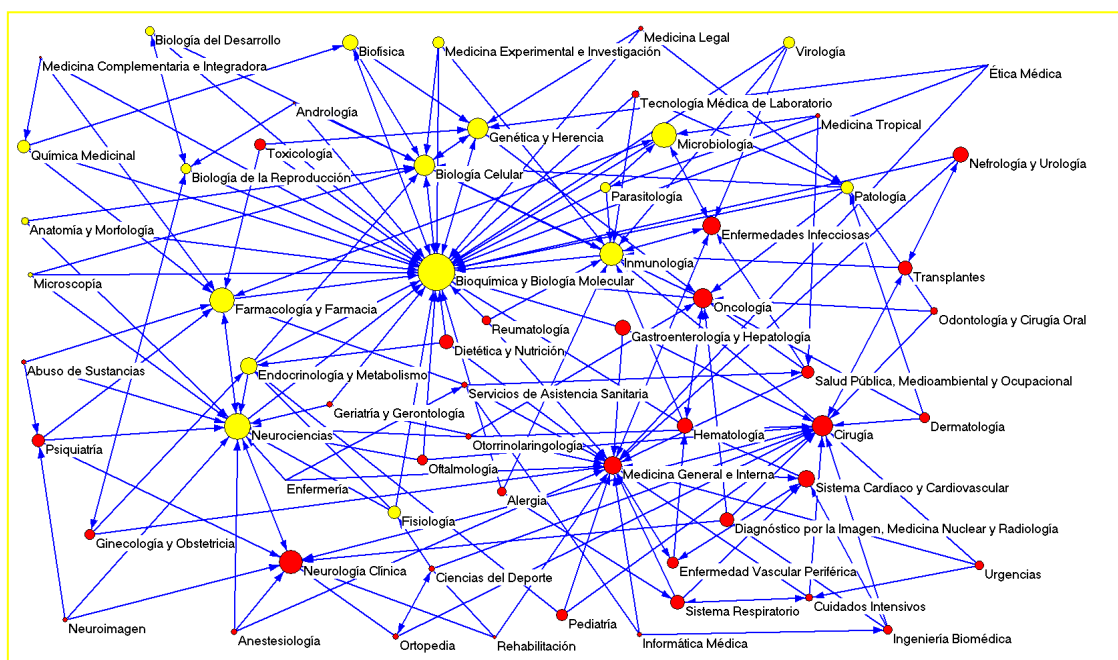 Medicina Legal
Biología del Desarrollo
Biofísica
Medicina Experimental e Investigación
Virología
Medicina Complementaria e Integradora
Ética Médica
Tecnología Médica de Laboratorio
Andrología
Medicina Tropical
Genética y Herencia
Microbiología
Química Medicinal
Toxicología
Nefrología y Urología
Biología de la Reproducción
Biología Celular
Parasitología
Patología
Anatomía y Morfología
Enfermedades Infecciosas
Inmunología
Microscopía
Bioquímica y Biología Molecular
Transplantes
Farmacología y Farmacia
Oncología
Odontología y Cirugía Oral
Reumatología
Gastroenterología y Hepatología
Dietética y Nutrición
Abuso de Sustancias
Endocrinología y Metabolismo
Servicios de Asistencia Sanitaria
Salud Pública, Medioambiental y Ocupacional
Geriatría y Gerontología
Neurociencias
Hematología
Cirugía
Dermatología
Psiquiatría
Otorrinolaringología
Oftalmología
Medicina General e Interna
Enfermería
Alergia
Sistema Cardíaco y Cardiovascular
Fisiología
Diagnóstico por la Imagen, Medicina Nuclear y Radiología
Ginecología y Obstetricia
Neurología Clínica
Ciencias del Deporte
Enfermedad Vascular Periférica
Urgencias
Sistema Respiratorio
Cuidados Intensivos
Neuroimagen
Pediatría
Anestesiología
Ortopedia
Rehabilitación
Informática Médica
Ingeniería Biomédica